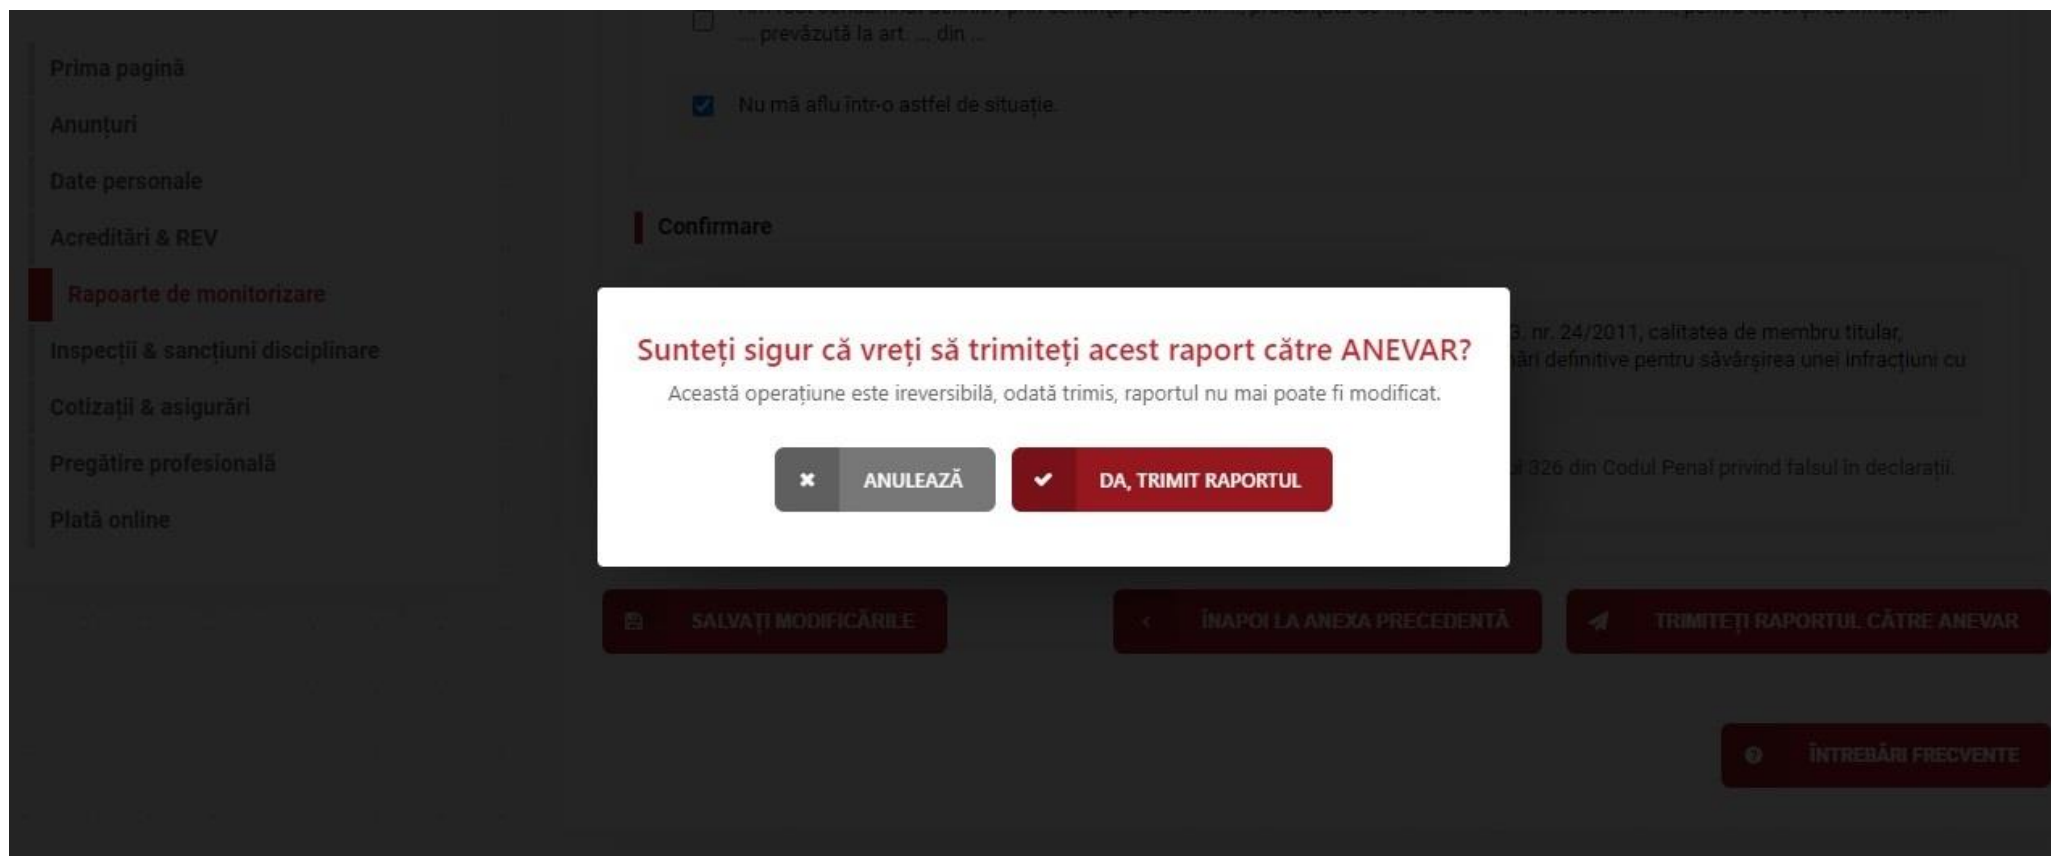 Prima pagină
Anunțuri
Date personale
Acreditări & REV
Rapoarte de monitorizare
Inspecții & sancțiuni disciplinare
Cotizații & asigurări
Pregătire profesională
Plată online
... prevăzută la art. ... din ...
Nu mă aflu într-o astfel de situație.
Confirmare
nr. 24/2011, calitatea de membru titular,
definitive pentru săvârșirea unei infracțiuni cu
326 din Codul Penal privind falsul în declarații.
Sunteți sigur că vreți să trimiteți acest raport către ANEVAR?
Această operațiune este ireversibilă, odată trimis, raportul nu mai poate fi modificat.
ANULEAZĂ
DA, TRIMIT RAPORTUL
SALVAȚI MODIFICĂRILE
ÎNAPOI LA ANEXA PRECEDENTĂ
TRIMITEȚI RAPORTUL CĂTRE ANEVAR
ÎNTREBĂRI FRECVENTE